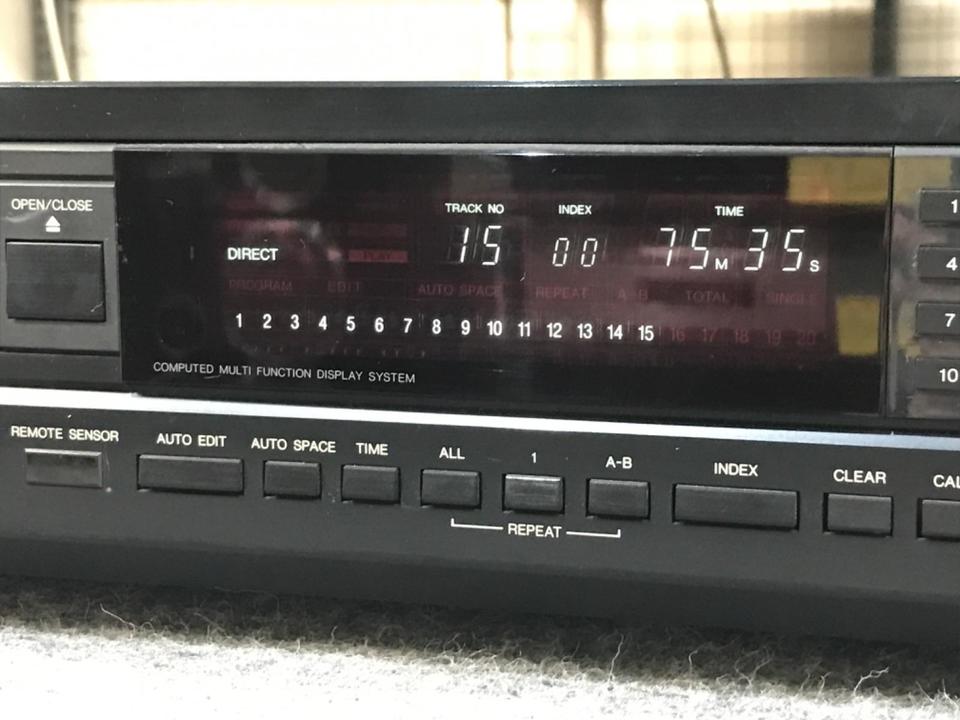 OPEN/CLOSE
TRACK NO INDEX TIME
DIRECT 15 00 75M 35S
PLAY
PROGRAM EDIT AUTO SPACE REPEAT A-B TOTAL SINGLE
1 2 3 4 5 6 7 8 9 10 11 12 13 14 15 16 17 18 19 20
COMPUTED MULTI FUNCTION DISPLAY SYSTEM
1
4
7
10
REMOTE SENSOR AUTO EDIT AUTO SPACE TIME ALL 1 A-B INDEX CLEAR CAL
REPEAT